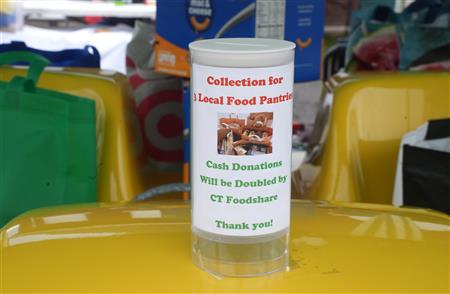 Collection for
3 Local Food Pantries
Cash Donations
Will be Doubled by
CT Foodshare
Thank you!